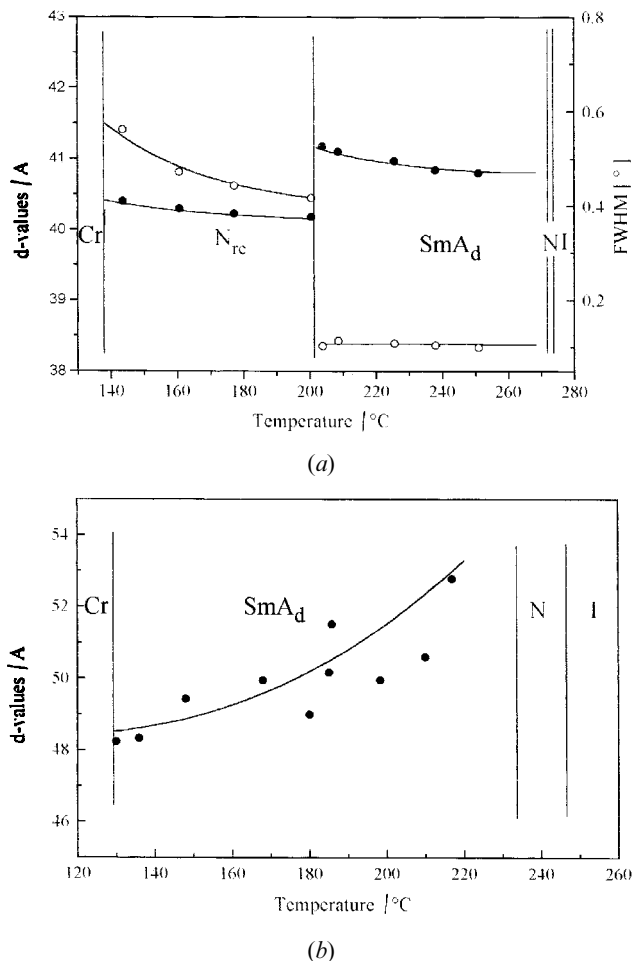 43
42
41
40
39
38
d-values / A
0.8
0.6
0.4
0.2
FWHM [°]
Cr
N_re
SmA_d
N I
140 160 180 200 220 240 260 280
Temperature / °C
(a)
54
52
50
48
46
d-values / A
Cr
SmA_d
N
I
120 140 160 180 200 220 240 260
Temperature / °C
(b)